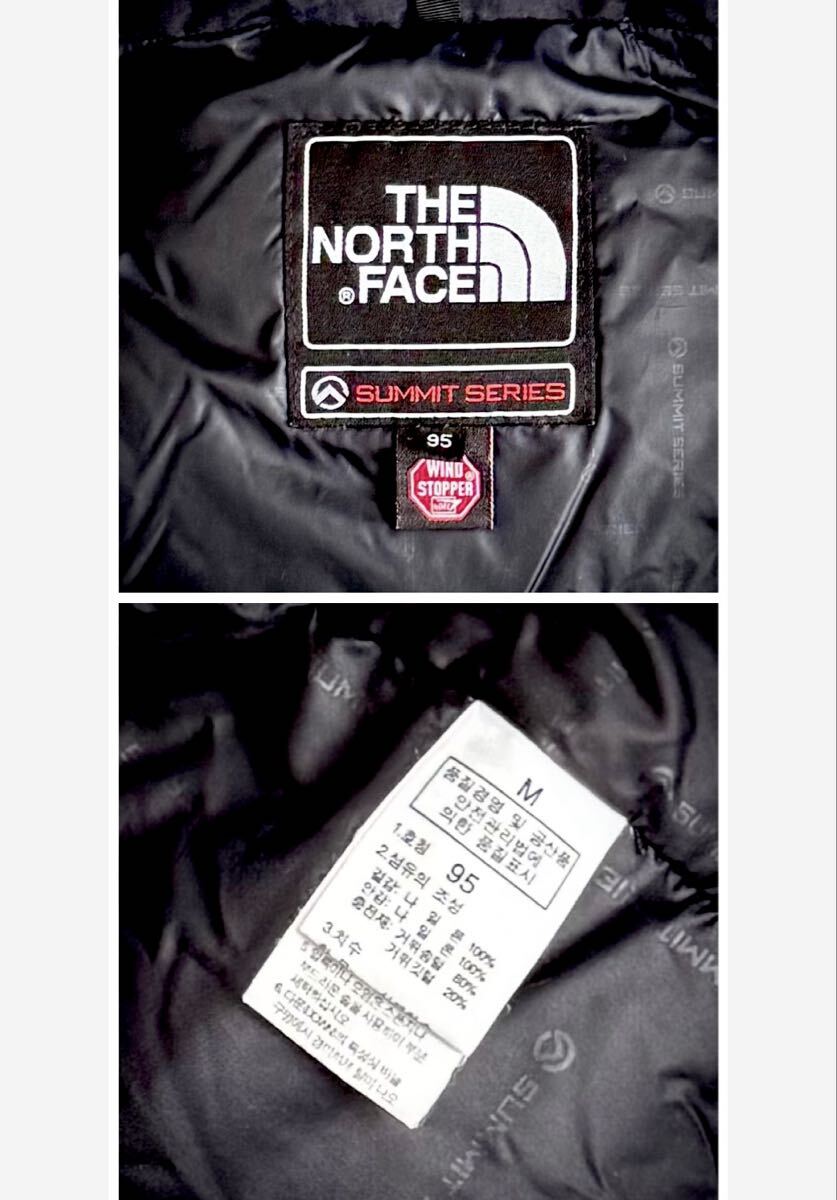 THE
NORTH
® FACE
SUMMIT SERIES
95
WIND
STOPPER®
GORE
SUMMIT SERIES
M
품질경영 및 공산품
안전관리법에
의한 품질표시
1.호칭 95
2.섬유의 조성
겉감: 나 일 론 100%
안감: 나 일 론 100%
충전재: 거위솜털 80%
거위깃털 20%
3.치수
SUMMIT